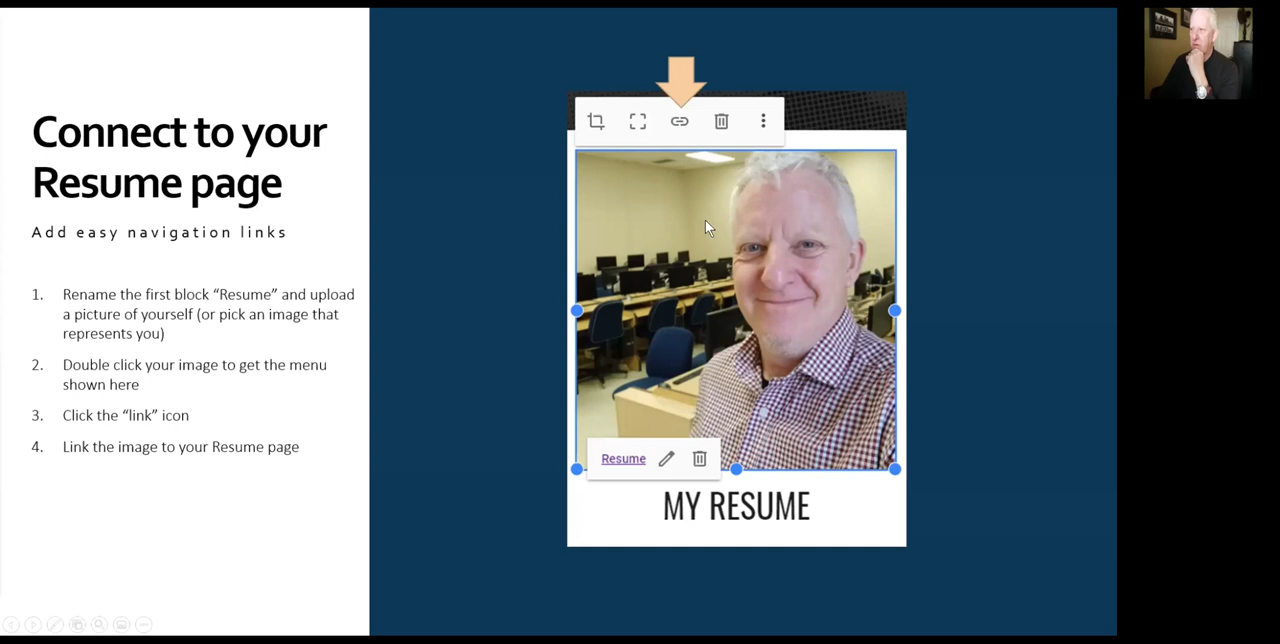 Connect to your
Resume page
Add easy navigation links
1. Rename the first block “Resume” and upload
a picture of yourself (or pick an image that
represents you)
2. Double click your image to get the menu
shown here
3. Click the “link” icon
4. Link the image to your Resume page
Resume
MY RESUME